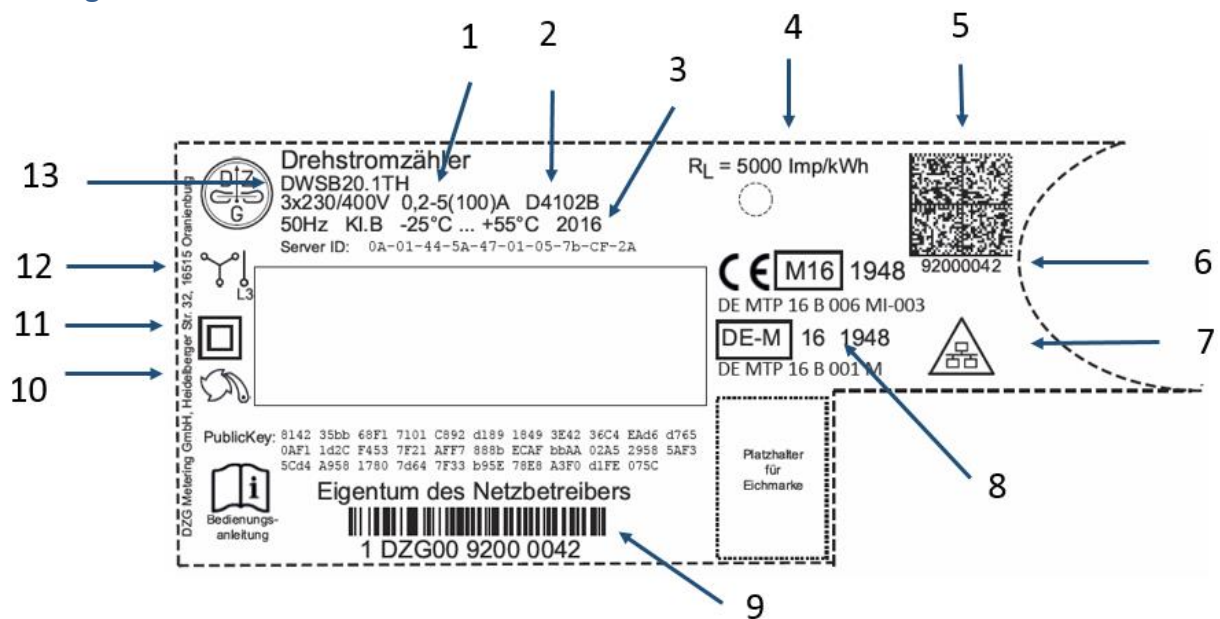 1
2
3
4
5
6
7
8
9
10
11
12
13
D Z
G
Drehstromzähler
DWSB20.1TH
3x230/400V 0,2-5(100)A D4102B
50Hz Kl.B -25°C ... +55°C 2016
Server ID: 0A-01-44-5A-47-01-05-7b-CF-2A
L3
DZG Metering GmbH, Heidelberger Str. 32, 16515 Oranienburg
RL = 5000 Imp/kWh
92000042
CE M16 1948
DE MTP 16 B 006 MI-003
DE-M 16 1948
DE MTP 16 B 001 M
PublicKey: 8142 35bb 68F1 7101 C892 d189 1849 3E42 36C4 EAd6 d765
0AF1 1d2C F453 7F21 AFF7 888b ECAF bbAA 02A5 2958 5AF3
5Cd4 A958 1780 7d64 7F33 b95E 78E8 A3F0 d1FE 075C
i
Bedienungs-
anleitung
Eigentum des Netzbetreibers
1 DZG00 9200 0042
Platzhalter
für
Eichmarke